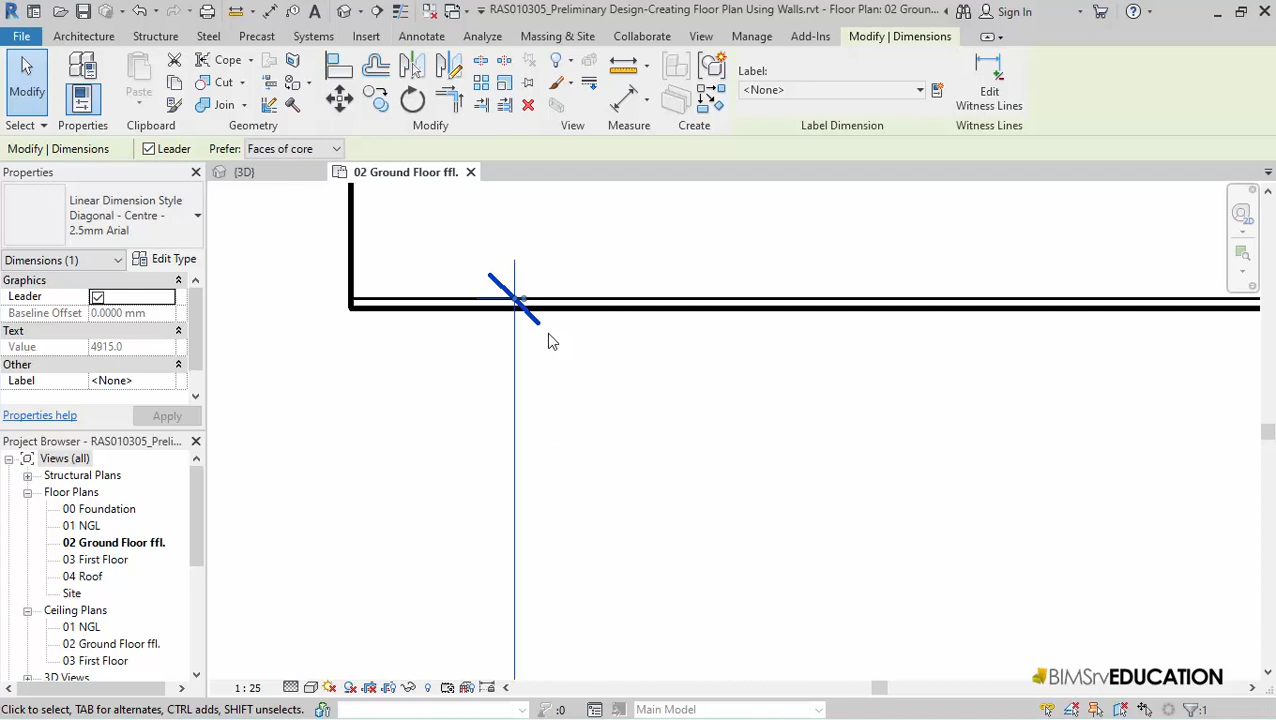 RAS010305_Preliminary Design-Creating Floor Plan Using Walls.rvt - Floor Plan: 02 Groun...
Sign In
File Architecture Structure Steel Precast Systems Insert Annotate Analyze Massing & Site Collaborate View Manage Add-Ins Modify | Dimensions
Modify
Paste
Cope
Cut
Join
Label:
<None>
Edit
Witness Lines
Select Properties Clipboard Geometry Modify View Measure Create Label Dimension Witness Lines
Modify | Dimensions Leader Prefer: Faces of core
Properties
{3D}
02 Ground Floor ffl.
Linear Dimension Style
Diagonal - Centre -
2.5mm Arial
Dimensions (1) Edit Type
Graphics
Leader
Baseline Offset 0.0000 mm
Text
Value 4915.0
Other
Label <None>
Properties help Apply
Project Browser - RAS010305_Preli...
Views (all)
Structural Plans
Floor Plans
00 Foundation
01 NGL
02 Ground Floor ffl.
03 First Floor
04 Roof
Site
Ceiling Plans
01 NGL
02 Ground Floor ffl.
03 First Floor
3D Views
2D
BIMSrvEDUCATION
1 : 25
Click to select, TAB for alternates, CTRL adds, SHIFT unselects. :0 Main Model :1